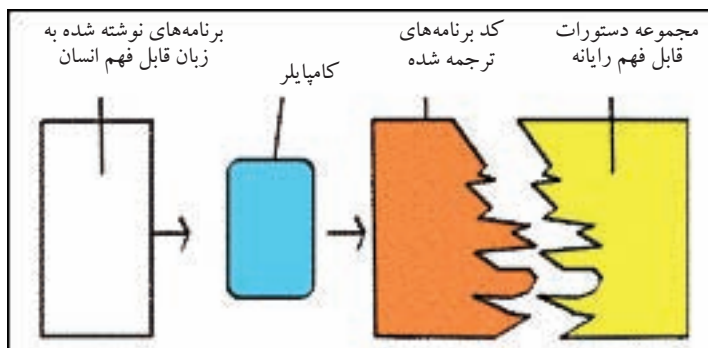 مجموعه دستورات
قابل فهم رایانه
کد برنامه‌های
ترجمه شده
کامپایلر
برنامه‌های نوشته شده به
زبان قابل فهم انسان